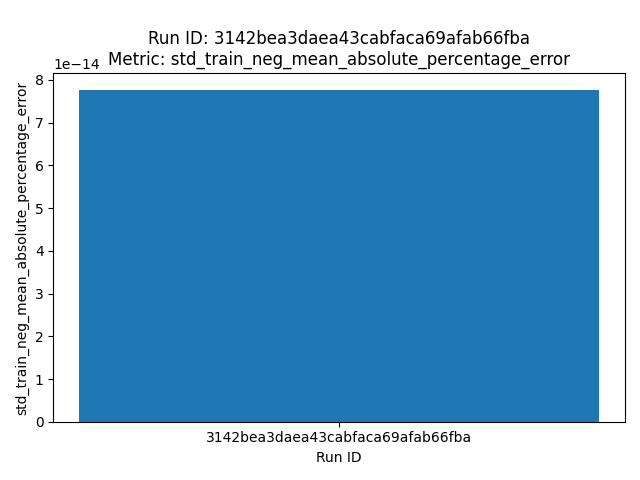 Run ID: 3142bea3daea43cabfaca69afab66fba
Metric: std_train_neg_mean_absolute_percentage_error
1e−14
8
7
6
5
4
3
2
1
0
std_train_neg_mean_absolute_percentage_error
3142bea3daea43cabfaca69afab66fba
Run ID